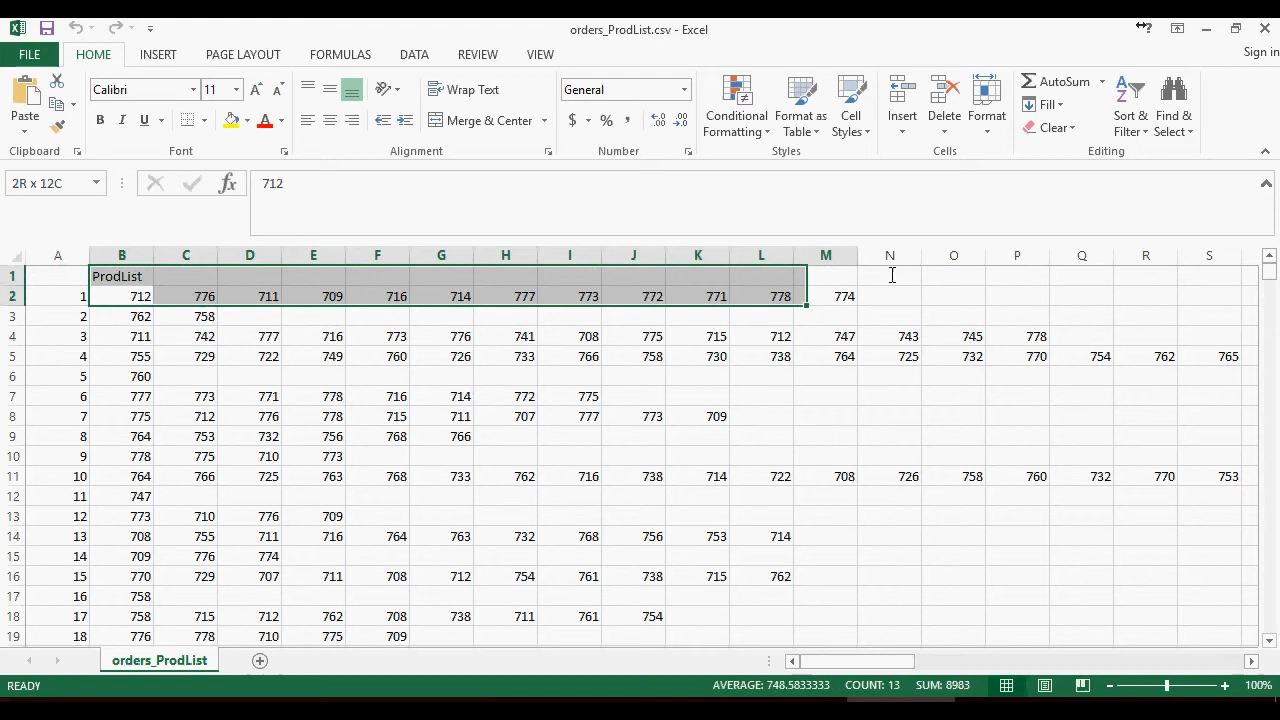 orders_ProdList.csv - Excel
FILE HOME INSERT PAGE LAYOUT FORMULAS DATA REVIEW VIEW Sign in
Calibri 11 Wrap Text General AutoSum
Paste B I U Merge & Center $ % , Conditional Formatting Format as Table Cell Styles Insert Delete Format Fill Clear Sort & Filter Find & Select
Clipboard Font Alignment Number Styles Cells Editing
2R x 12C fx 712
A B C D E F G H I J K L M N O P Q R S
1 ProdList
2 1 712 776 711 709 716 714 777 773 772 771 778 774
3 2 762 758
4 3 711 742 777 716 773 776 741 708 775 715 712 747 743 745 778
5 4 755 729 722 749 760 726 733 766 758 730 738 764 725 732 770 754 762 765
6 5 760
7 6 777 773 771 778 716 714 772 775
8 7 775 712 776 778 715 711 707 777 773 709
9 8 764 753 732 756 768 766
10 9 778 775 710 773
11 10 764 766 725 763 768 733 762 716 738 714 722 708 726 758 760 732 770 753
12 11 747
13 12 773 710 776 709
14 13 708 755 711 716 764 763 732 768 756 753 714
15 14 709 776 774
16 15 770 729 707 711 708 712 754 761 738 715 762
17 16 758
18 17 758 715 712 762 708 738 711 761 754
19 18 776 778 710 775 709
orders_ProdList
READY AVERAGE: 748.5833333 COUNT: 13 SUM: 8983 100%